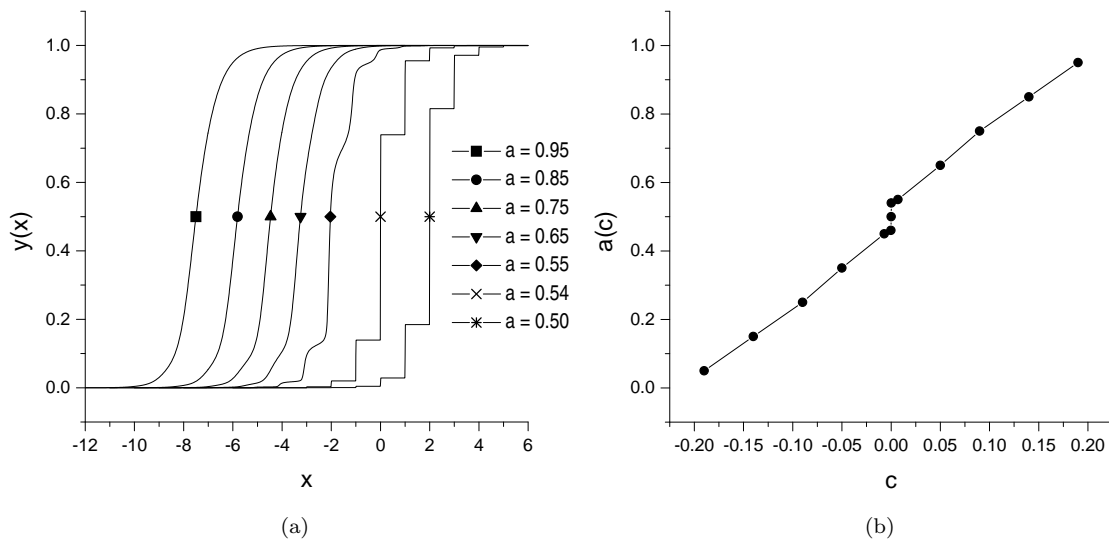 1.0
0.8
0.6
0.4
0.2
0.0
y(x)
-12 -10 -8 -6 -4 -2 0 2 4 6
x
a = 0.95
a = 0.85
a = 0.75
a = 0.65
a = 0.55
a = 0.54
a = 0.50
(a)
1.0
0.8
0.6
0.4
0.2
0.0
a(c)
-0.20 -0.15 -0.10 -0.05 0.00 0.05 0.10 0.15 0.20
c
(b)